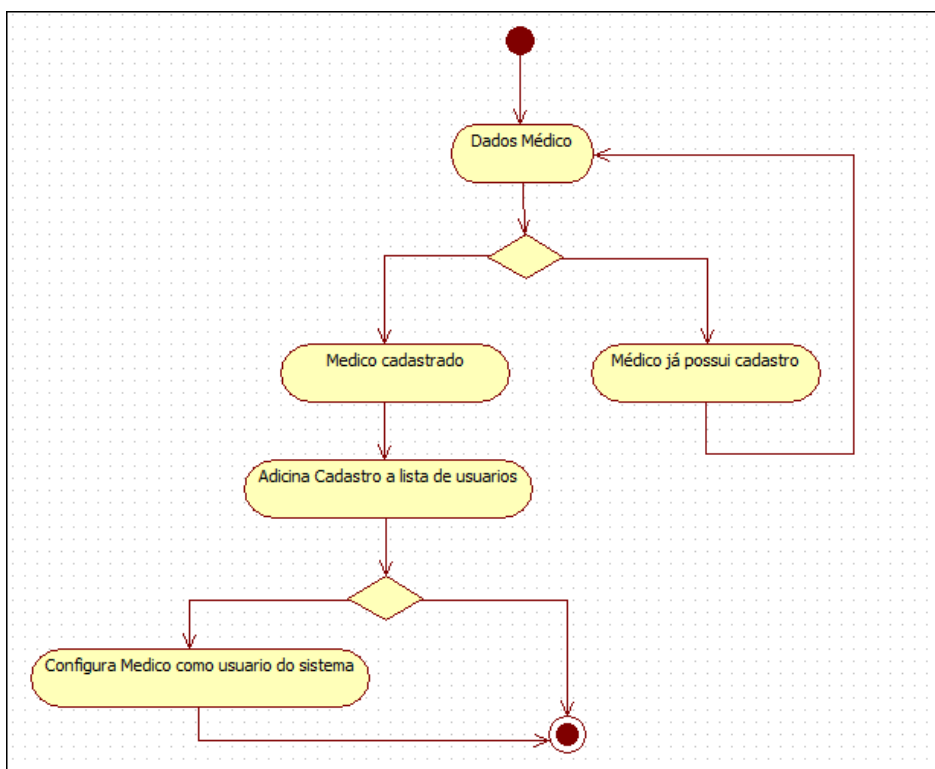 Dados Médico
Medico cadastrado
Médico já possui cadastro
Adicina Cadastro a lista de usuarios
Configura Medico como usuario do sistema